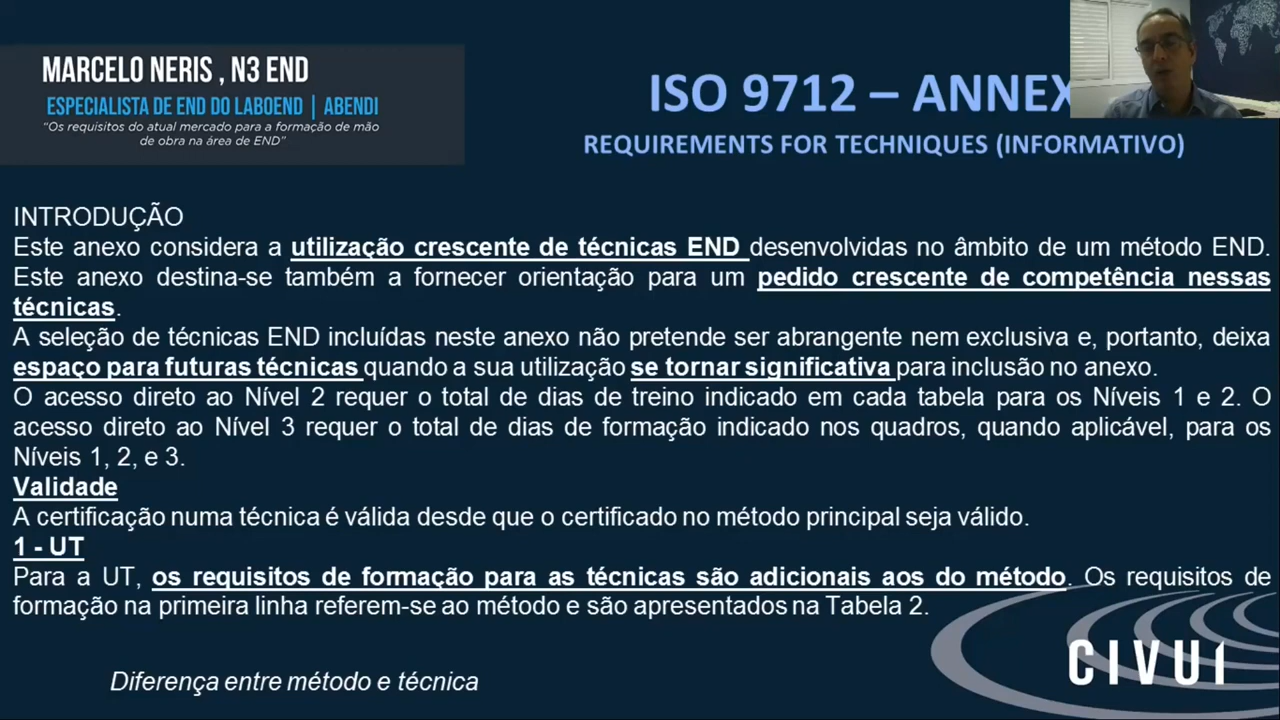 MARCELO NERIS , N3 END
ESPECIALISTA DE END DO LABOEND | ABENDI
“Os requisitos do atual mercado para a formação de mão
de obra na área de END”
ISO 9712 – ANNEX
REQUIREMENTS FOR TECHNIQUES (INFORMATIVO)
INTRODUÇÃO
Este anexo considera a utilização crescente de técnicas END desenvolvidas no âmbito de um método END.
Este anexo destina-se também a fornecer orientação para um pedido crescente de competência nessas
técnicas.
A seleção de técnicas END incluídas neste anexo não pretende ser abrangente nem exclusiva e, portanto, deixa
espaço para futuras técnicas quando a sua utilização se tornar significativa para inclusão no anexo.
O acesso direto ao Nível 2 requer o total de dias de treino indicado em cada tabela para os Níveis 1 e 2. O
acesso direto ao Nível 3 requer o total de dias de formação indicado nos quadros, quando aplicável, para os
Níveis 1, 2, e 3.
Validade
A certificação numa técnica é válida desde que o certificado no método principal seja válido.
1 - UT
Para a UT, os requisitos de formação para as técnicas são adicionais aos do método. Os requisitos de
formação na primeira linha referem-se ao método e são apresentados na Tabela 2.
Diferença entre método e técnica